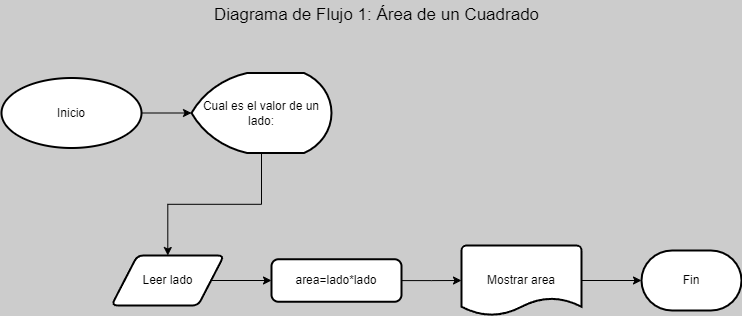 Diagrama de Flujo 1: Área de un Cuadrado
Inicio
Cual es el valor de un
lado:
Leer lado
area=lado*lado
Mostrar area
Fin